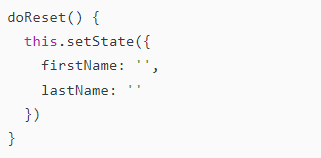 doReset() {
  this.setState({
    firstName: '',
    lastName: ''
  })
}